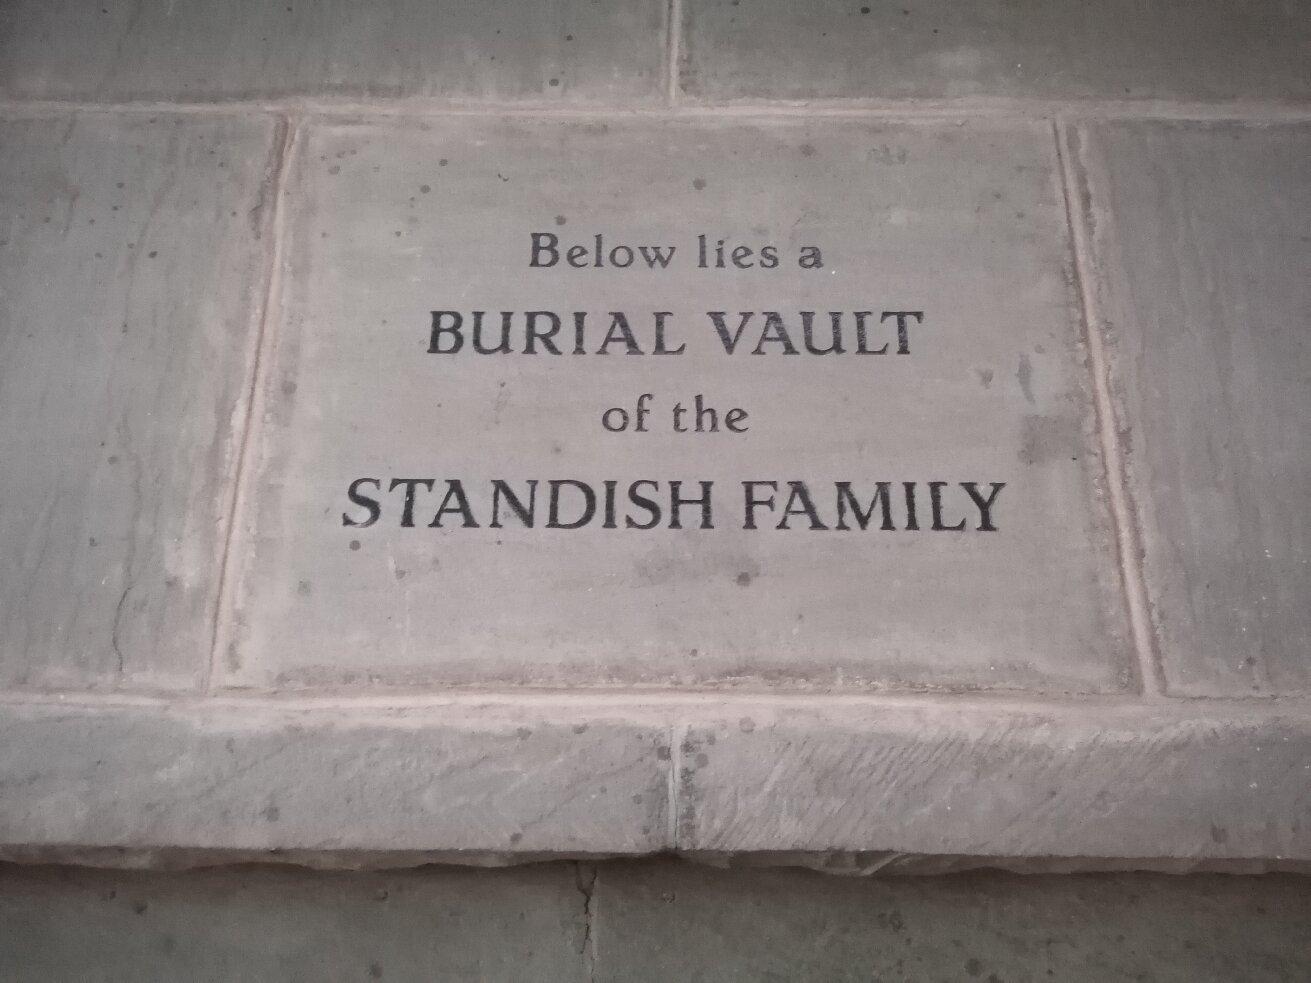 Below lies a
BURIAL VAULT
of the
STANDISH FAMILY